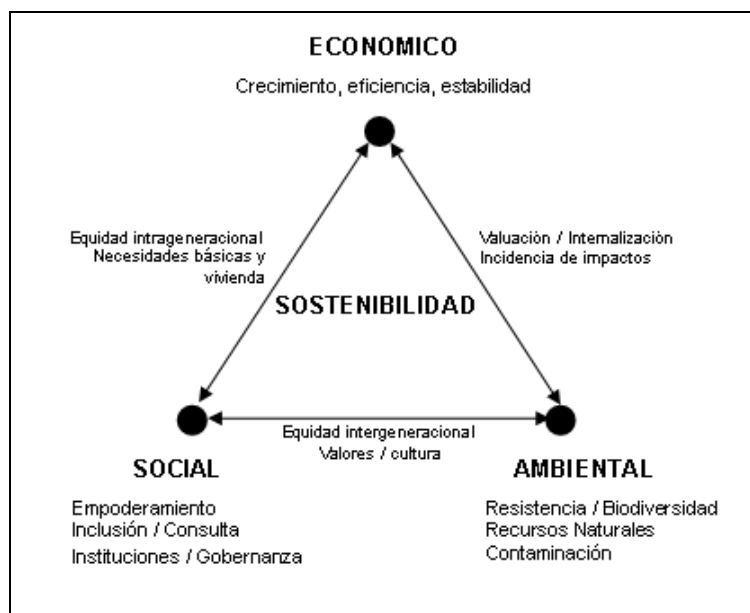 ECONOMICO
Crecimiento, eficiencia, estabilidad
Equidad intrageneracional
Necesidades básicas y
vivienda
Valuación / Internalización
Incidencia de impactos
SOSTENIBILIDAD
Equidad intergeneracional
Valores / cultura
SOCIAL
Empoderamiento
Inclusión / Consulta
Instituciones / Gobernanza
AMBIENTAL
Resistencia / Biodiversidad
Recursos Naturales
Contaminación